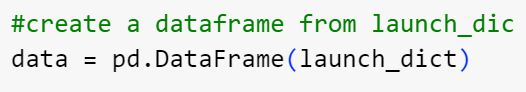 #create a dataframe from launch_dic
data = pd.DataFrame(launch_dict)